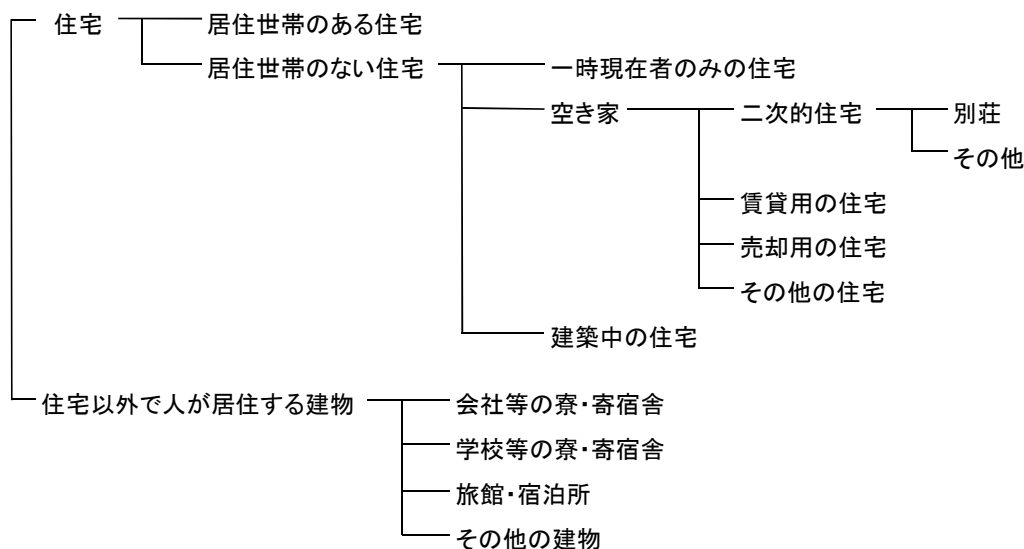 住宅
居住世帯のある住宅
居住世帯のない住宅
一時現在者のみの住宅
空き家
二次的住宅
別荘
その他
賃貸用の住宅
売却用の住宅
その他の住宅
建築中の住宅
住宅以外で人が居住する建物
会社等の寮・寄宿舎
学校等の寮・寄宿舎
旅館・宿泊所
その他の建物